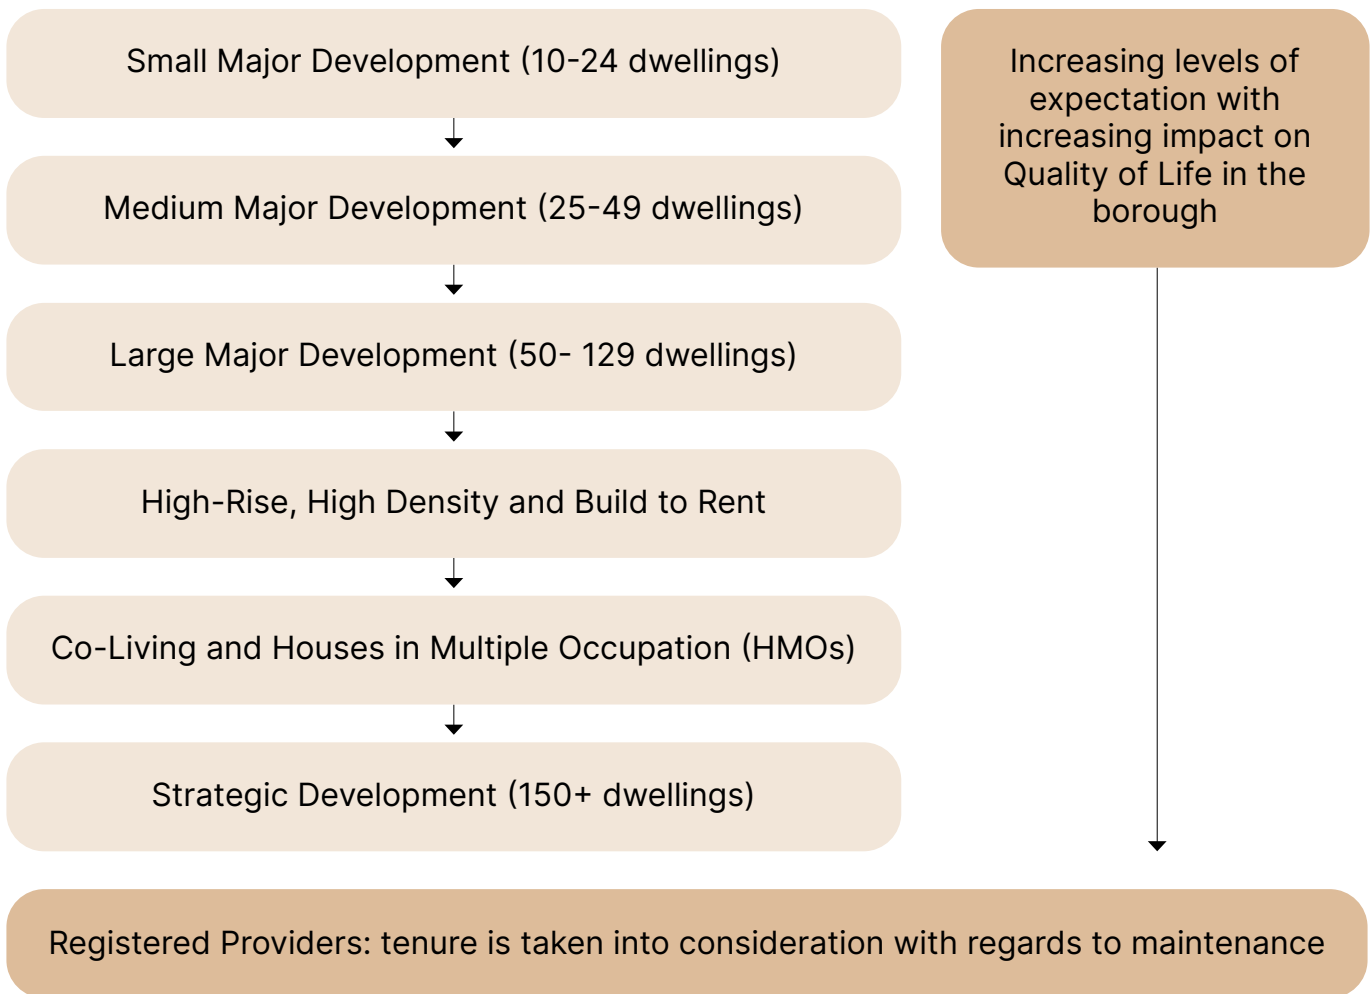 Small Major Development (10-24 dwellings)
Medium Major Development (25-49 dwellings)
Large Major Development (50- 129 dwellings)
High-Rise, High Density and Build to Rent
Co-Living and Houses in Multiple Occupation (HMOs)
Strategic Development (150+ dwellings)
Increasing levels of
expectation with
increasing impact on
Quality of Life in the
borough
Registered Providers: tenure is taken into consideration with regards to maintenance